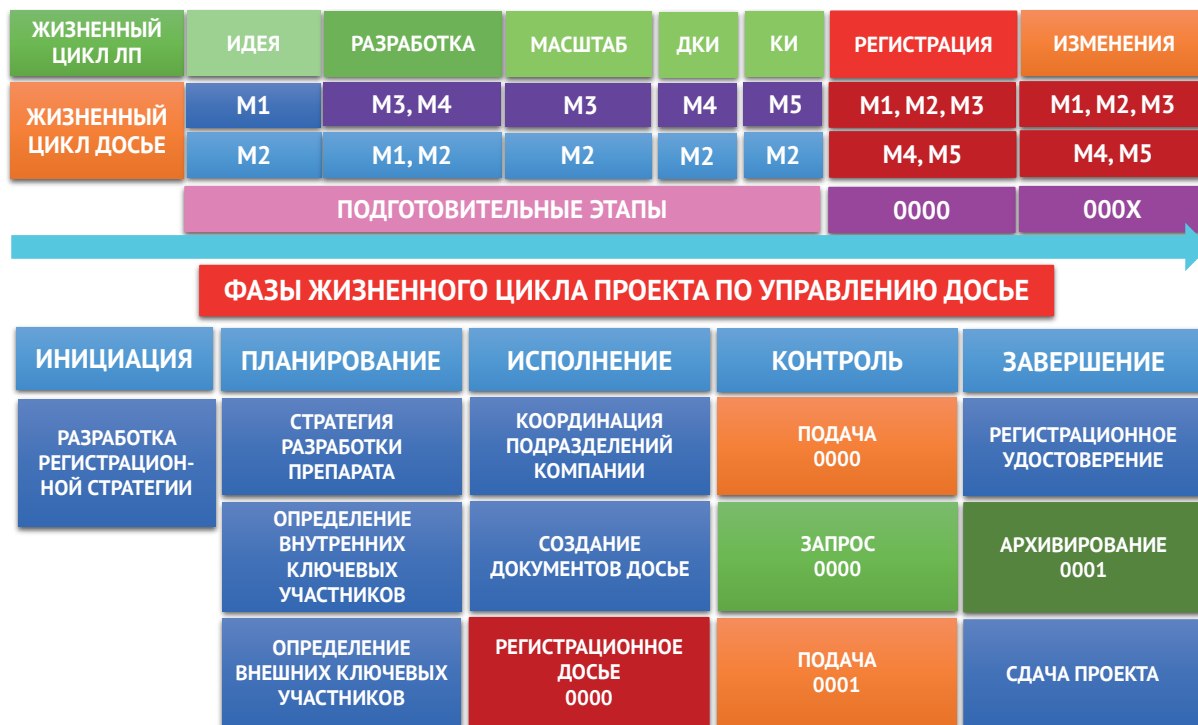 ЖИЗНЕННЫЙ
ЦИКЛ ЛП
ИДЕЯ
РАЗРАБОТКА
МАСШТАБ
ДКИ
КИ
РЕГИСТРАЦИЯ
ИЗМЕНЕНИЯ
ЖИЗНЕННЫЙ
ЦИКЛ ДОСЬЕ
М1
М3, М4
М3
М4
М5
М1, М2, М3
М1, М2, М3
М2
М1, М2
М2
М2
М2
М4, М5
М4, М5
ПОДГОТОВИТЕЛЬНЫЕ ЭТАПЫ
0000
000X
ФАЗЫ ЖИЗНЕННОГО ЦИКЛА ПРОЕКТА ПО УПРАВЛЕНИЮ ДОСЬЕ
ИНИЦИАЦИЯ
ПЛАНИРОВАНИЕ
ИСПОЛНЕНИЕ
КОНТРОЛЬ
ЗАВЕРШЕНИЕ
РАЗРАБОТКА
РЕГИСТРАЦИОН-
НОЙ СТРАТЕГИИ
СТРАТЕГИЯ
РАЗРАБОТКИ
ПРЕПАРАТА
КООРДИНАЦИЯ
ПОДРАЗДЕЛЕНИЙ
КОМПАНИИ
ПОДАЧА
0000
РЕГИСТРАЦИОННОЕ
УДОСТОВЕРЕНИЕ
ОПРЕДЕЛЕНИЕ
ВНУТРЕННИХ
КЛЮЧЕВЫХ
УЧАСТНИКОВ
СОЗДАНИЕ
ДОКУМЕНТОВ ДОСЬЕ
ЗАПРОС
0000
АРХИВИРОВАНИЕ
0001
ОПРЕДЕЛЕНИЕ
ВНЕШНИХ КЛЮЧЕВЫХ
УЧАСТНИКОВ
РЕГИСТРАЦИОННОЕ
ДОСЬЕ
0000
ПОДАЧА
0001
СДАЧА ПРОЕКТА